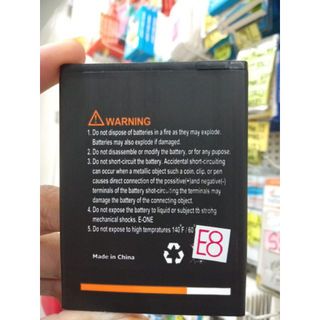 WARNING
1. Do not dispose of batteries in a fire as they may explode.
Batteries may also explode if damaged.
2. Do not disassemble or modify the battery, or for any pupose.
3. Do not short-circuit the battery. Accidental short-circuiting
can occur when a metallic object such a coin, clip, or pen
causes direct connection of the positive(+)and negative(-)
terminals of the battery shot-circuiting the terminals may
damage the battery of the connecting object.
4. Do not expose the battery to liquid or subject tb strong
mechanical shocks. E-ONE
5. Do not expose to high tempratures 140°F / 60
E8
Made in China